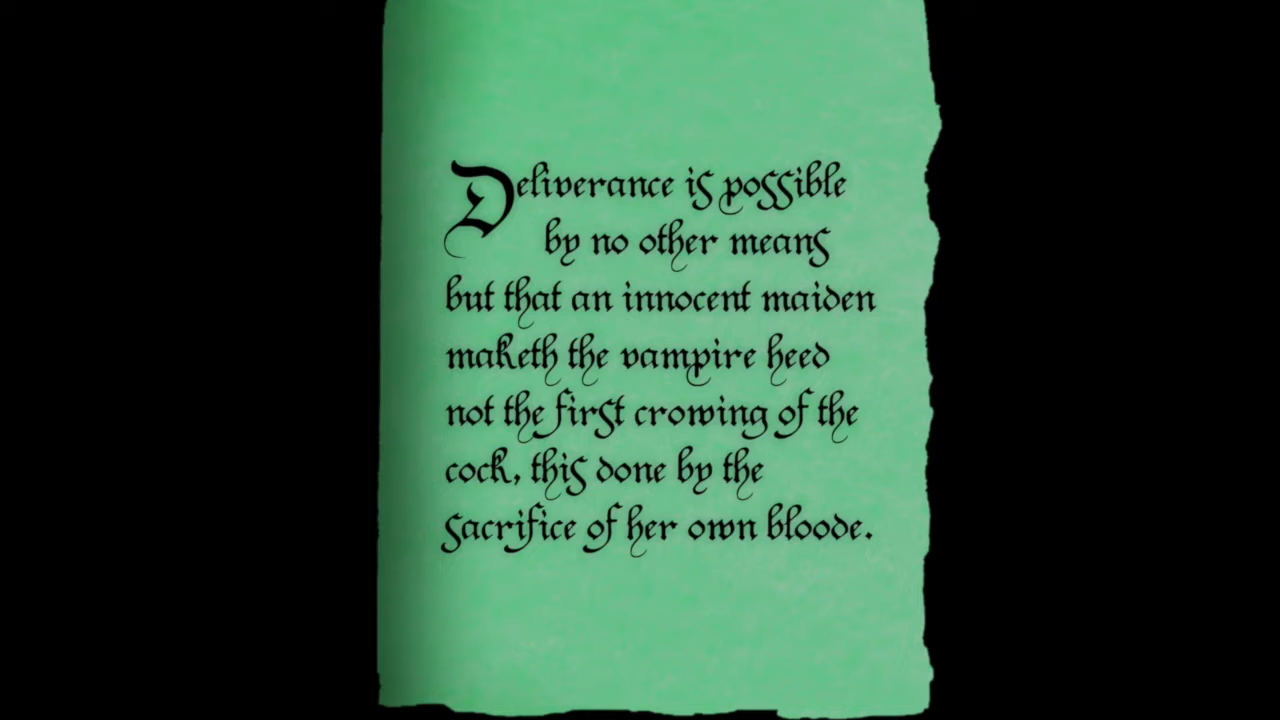 Deliverance is possible
by no other means
but that an innocent maiden
maketh the vampire heed
not the first crowing of the
cock, this done by the
sacrifice of her own bloode.